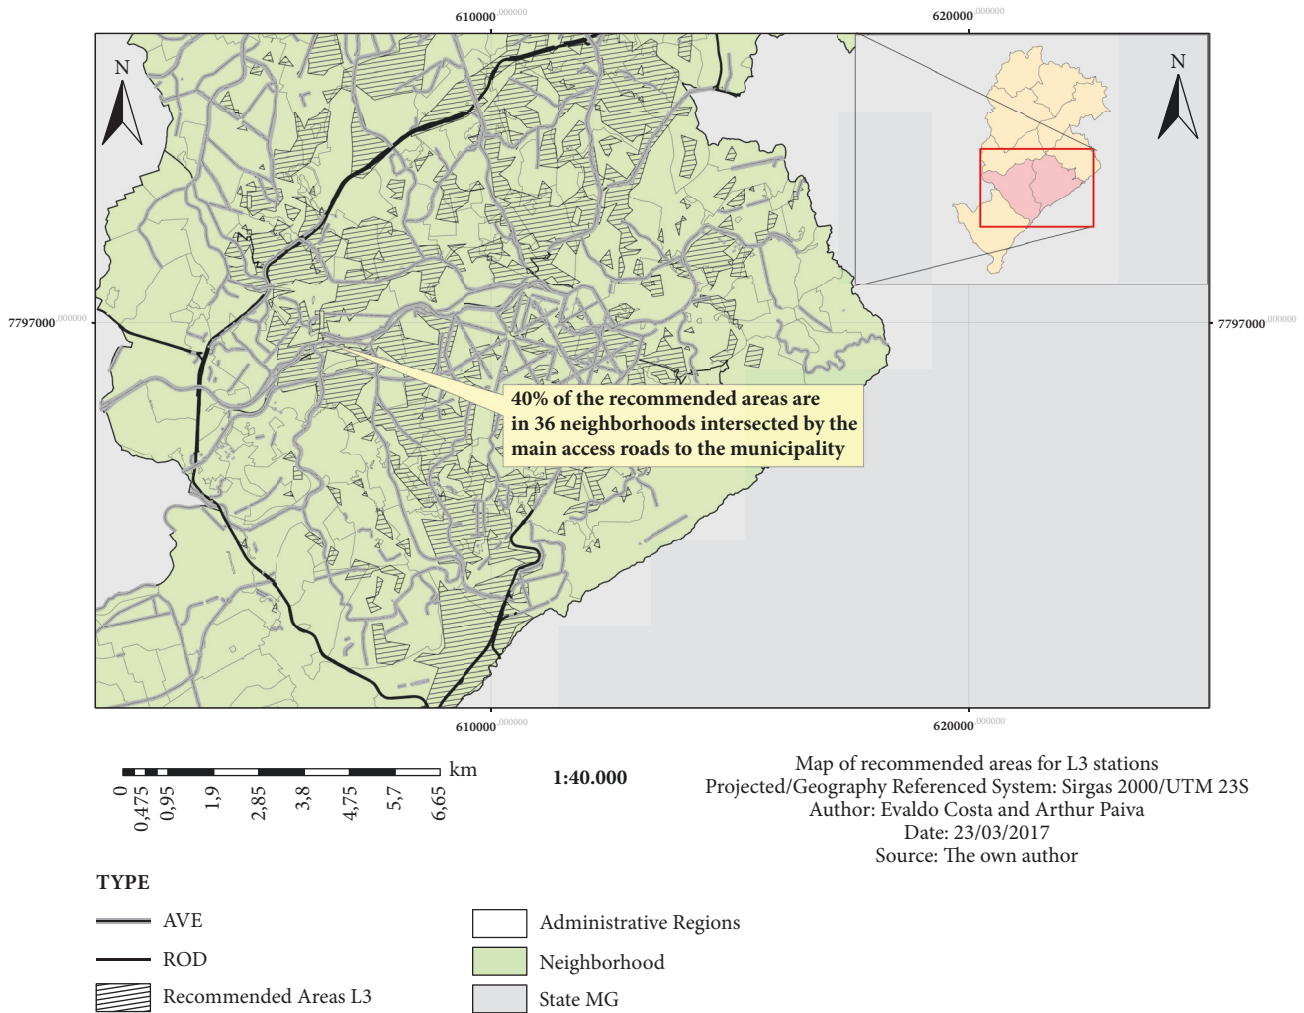 610000,000000
620000,000000
N
N
7797000,000000
7797000,000000
40% of the recommended areas are
in 36 neighborhoods intersected by the
main access roads to the municipality
610000,000000
620000,000000
km
0
0,475
0,95
1,9
2,85
3,8
4,75
5,7
6,65
1:40.000
Map of recommended areas for L3 stations
Projected/Geography Referenced System: Sirgas 2000/UTM 23S
Author: Evaldo Costa and Arthur Paiva
Date: 23/03/2017
Source: The own author
TYPE
AVE
ROD
Recommended Areas L3
Administrative Regions
Neighborhood
State MG